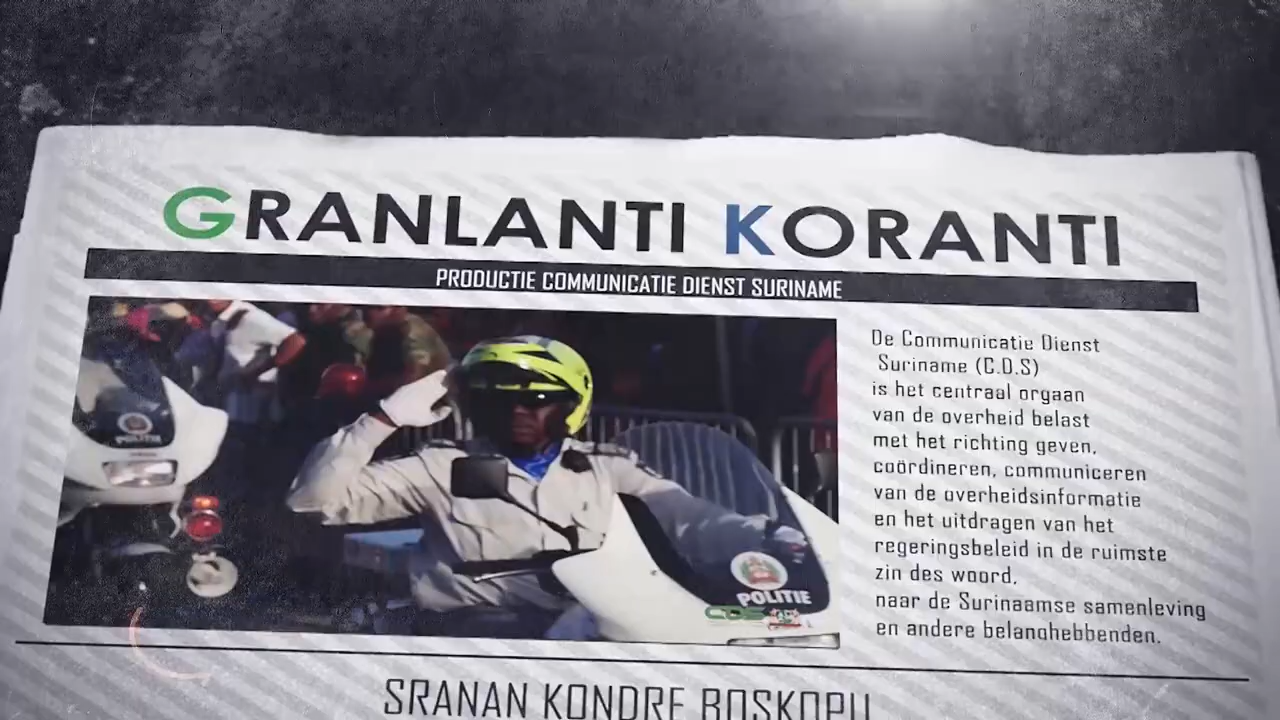 GRANLANTI KORANTI
PRODUCTIE COMMUNICATIE DIENST SURINAME
De Communicatie Dienst
Suriname (C.D.S)
is het centraal orgaan
van de overheid belast
met het richting geven,
coördineren, communiceren
van de overheidsinformatie
en het uitdragen van het
regeringsbeleid in de ruimste
zin des woord,
naar de Surinaamse samenleving
en andere belanghebbenden.
POLITIE
POLITIE
CDS
SRANAN KONDRE BOSKOPU